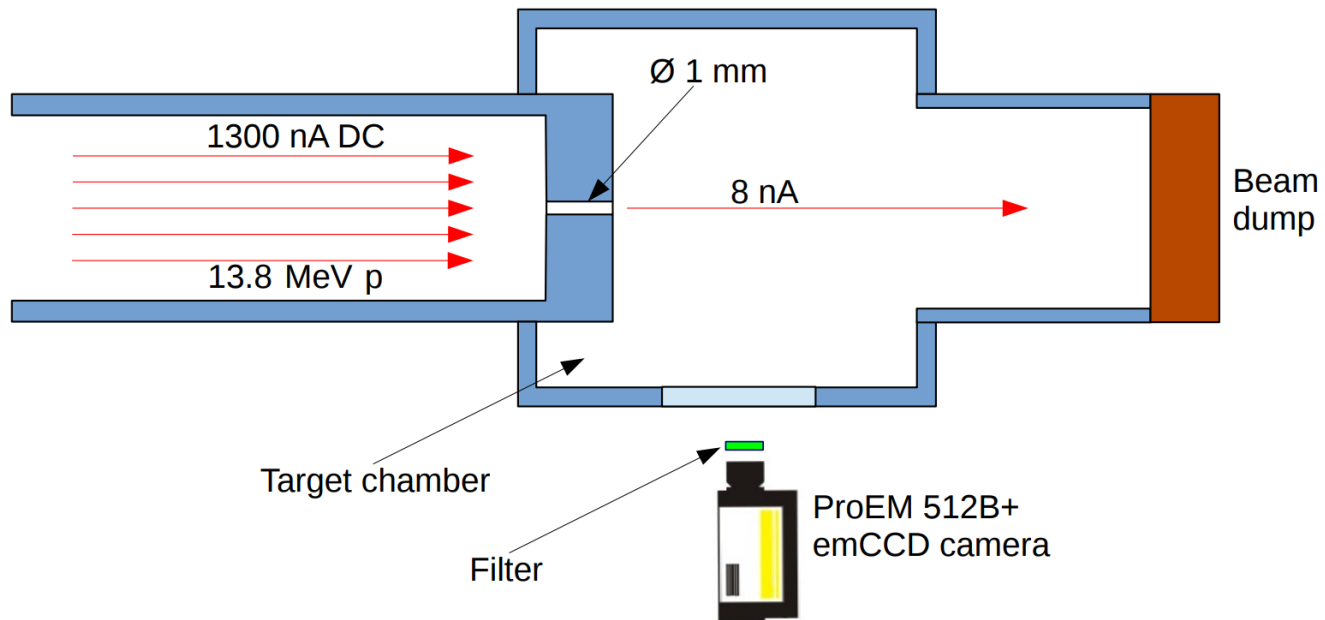 Ø 1 mm
1300 nA DC
8 nA
Beam
dump
13.8 MeV p
Target chamber
ProEM 512B+
emCCD camera
Filter